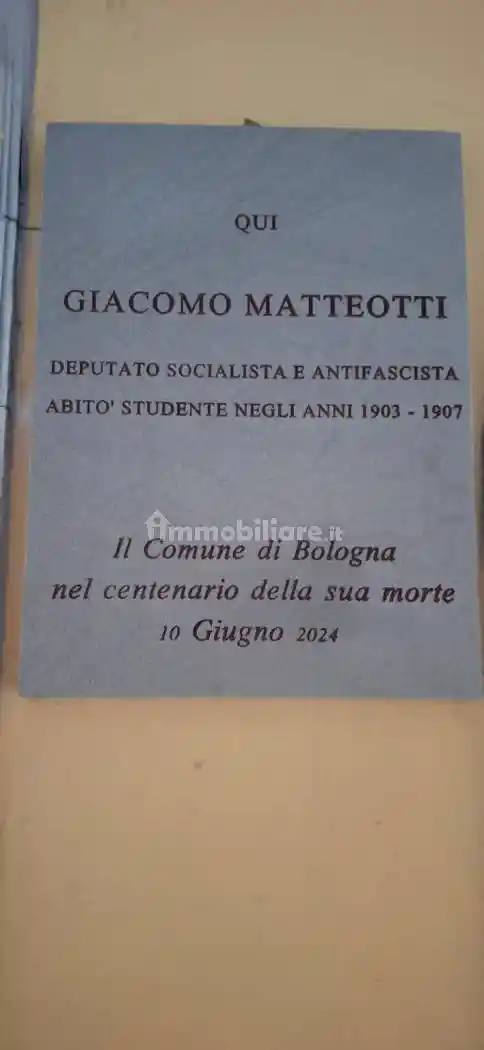 QUI
GIACOMO MATTEOTTI
DEPUTATO SOCIALISTA E ANTIFASCISTA
ABITO' STUDENTE NEGLI ANNI 1903 - 1907
immobiliare.it
Il Comune di Bologna
nel centenario della sua morte
10 Giugno 2024